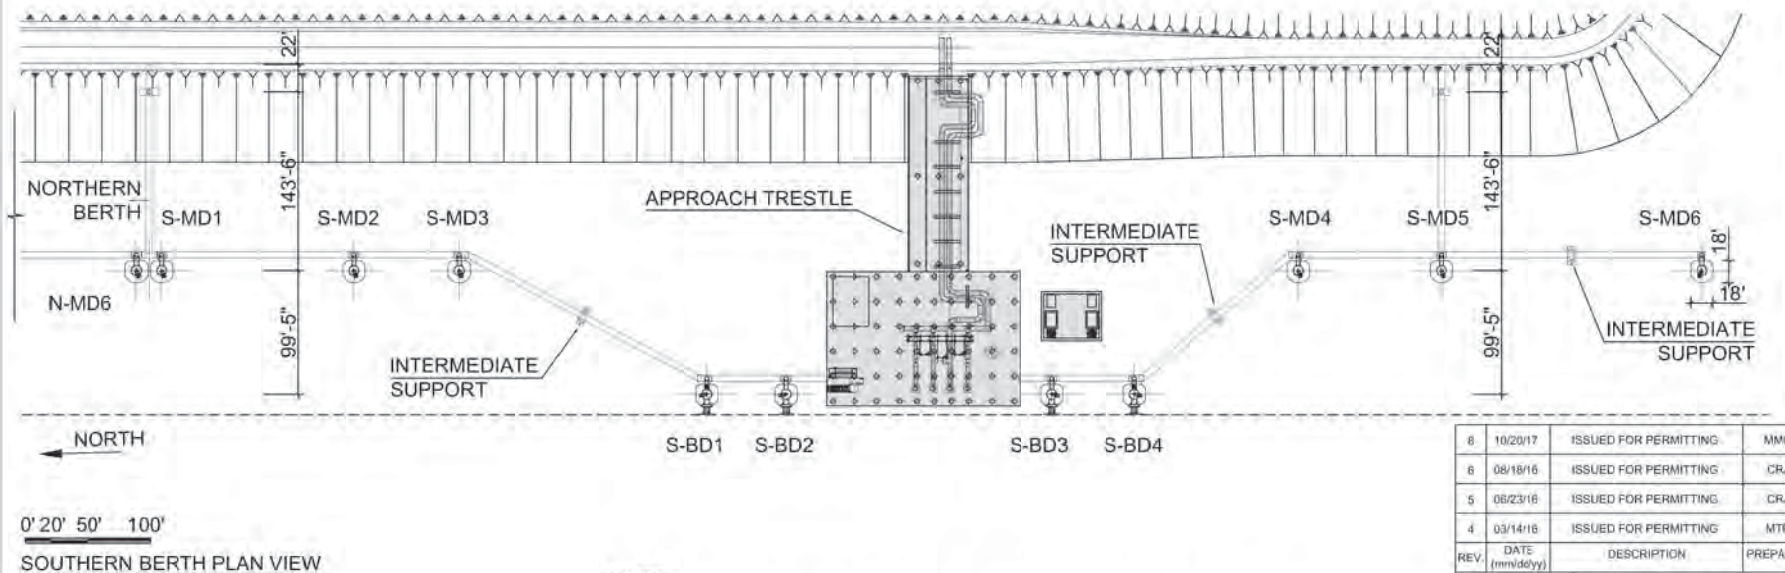 22'
22'
143'-6"
143'-6"
NORTHERN
BERTH
S-MD1
S-MD2
S-MD3
APPROACH TRESTLE
INTERMEDIATE
SUPPORT
S-MD4
S-MD5
S-MD6
18'
18'
N-MD6
99'-5"
99'-5"
INTERMEDIATE
SUPPORT
INTERMEDIATE
SUPPORT
NORTH
S-BD1
S-BD2
S-BD3
S-BD4
0' 20' 50' 100'
SOUTHERN BERTH PLAN VIEW
8 10/20/17 ISSUED FOR PERMITTING
6 08/18/16 ISSUED FOR PERMITTING
5 06/23/16 ISSUED FOR PERMITTING
4 03/14/16 ISSUED FOR PERMITTING
REV. DATE (mm/dd/yy) DESCRIPTION